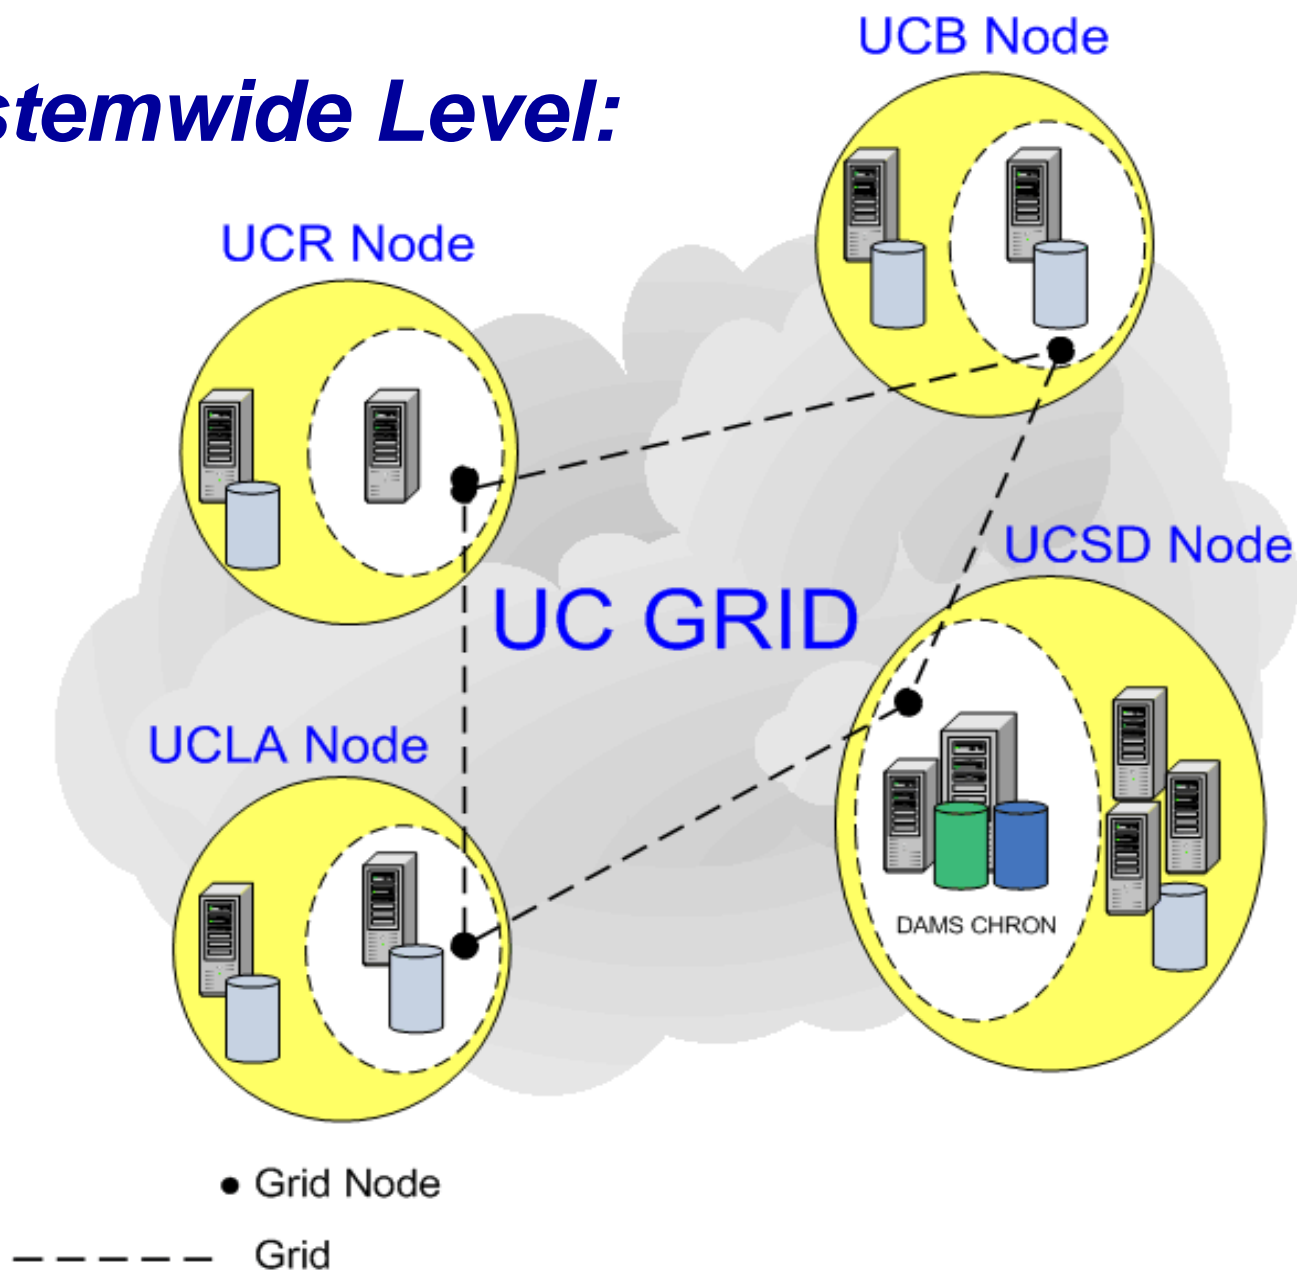 UCB Node
stemwide Level:
UCR Node
UCSD Node
UC GRID
UCLA Node
DAMS CHRON
Grid Node
Grid